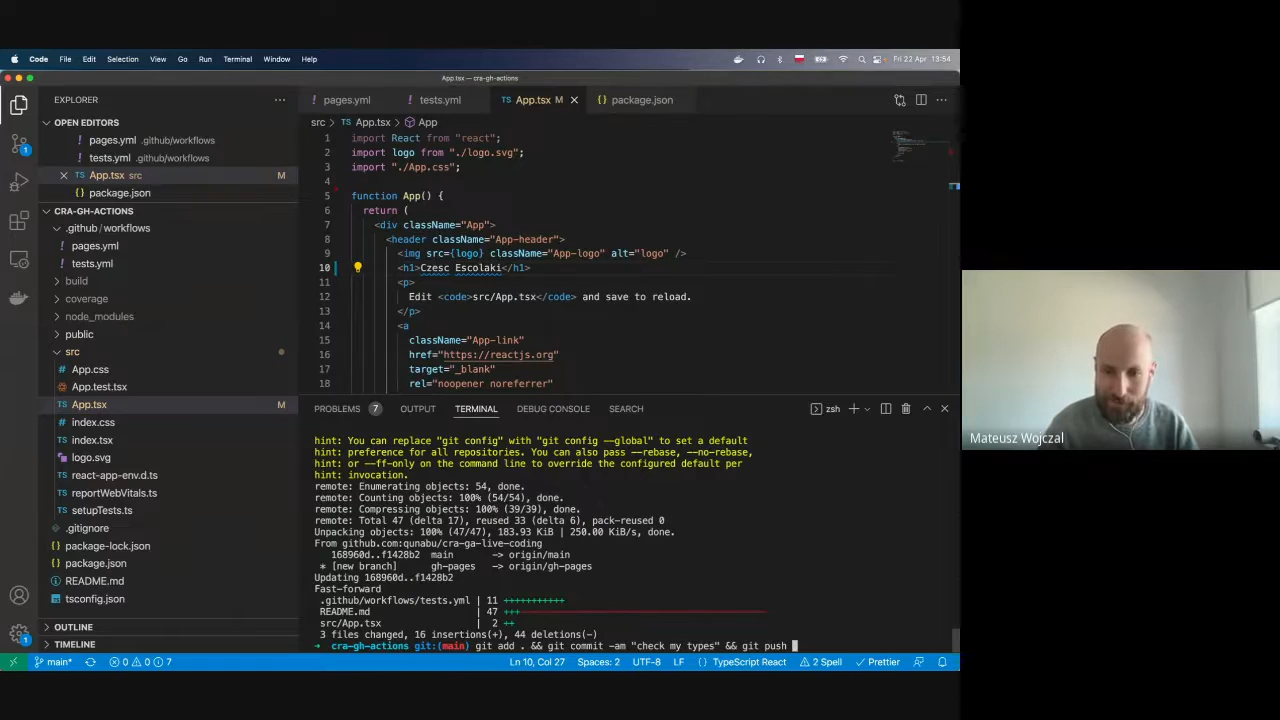 Code File Edit Selection View Go Run Terminal Window Help Fri 22 Apr 13:54
App.tsx — cra-gh-actions
EXPLORER
OPEN EDITORS
pages.yml .github/workflows
tests.yml .github/workflows
App.tsx src M
package.json
CRA-GH-ACTIONS
.github/workflows
pages.yml
tests.yml
build
coverage
node_modules
public
src
App.css
App.test.tsx
App.tsx M
index.css
index.tsx
logo.svg
react-app-env.d.ts
reportWebVitals.ts
setupTests.ts
.gitignore
package-lock.json
package.json
README.md
tsconfig.json
OUTLINE
TIMELINE
pages.yml tests.yml App.tsx M package.json
src > App.tsx > App
1 import React from "react";
2 import logo from "./logo.svg";
3 import "./App.css";
4
5 function App() {
6 return (
7 <div className="App">
8 <header className="App-header">
9 <img src={logo} className="App-logo" alt="logo" />
10 <h1>Czesc Escolaki</h1>
11 <p>
12 Edit <code>src/App.tsx</code> and save to reload.
13 </p>
14 <a
15 className="App-link"
16 href="https://reactjs.org"
17 target="_blank"
18 rel="noopener noreferrer"
PROBLEMS 7 OUTPUT TERMINAL DEBUG CONSOLE SEARCH zsh
hint: You can replace "git config" with "git config --global" to set a default
hint: preference for all repositories. You can also pass --rebase, --no-rebase,
hint: or --ff-only on the command line to override the configured default per
hint: invocation.
remote: Enumerating objects: 54, done.
remote: Counting objects: 100% (54/54), done.
remote: Compressing objects: 100% (39/39), done.
remote: Total 47 (delta 17), reused 33 (delta 6), pack-reused 0
Unpacking objects: 100% (47/47), 183.93 KiB | 250.00 KiB/s, done.
From github.com:qunabu/cra-ga-live-coding
168960d..f1428b2 main -> origin/main
* [new branch] gh-pages -> origin/gh-pages
Updating 168960d..f1428b2
Fast-forward
.github/workflows/tests.yml | 11 +++++++++++
README.md | 47 +++--------------------------------------------
src/App.tsx | 2 ++
3 files changed, 16 insertions(+), 44 deletions(-)
➜ cra-gh-actions git:(main) git add . && git commit -am "check my types" && git push
main* 0 0 7 Ln 10, Col 27 Spaces: 2 UTF-8 LF TypeScript React 2 Spell Prettier
Mateusz Wojczal
1
1